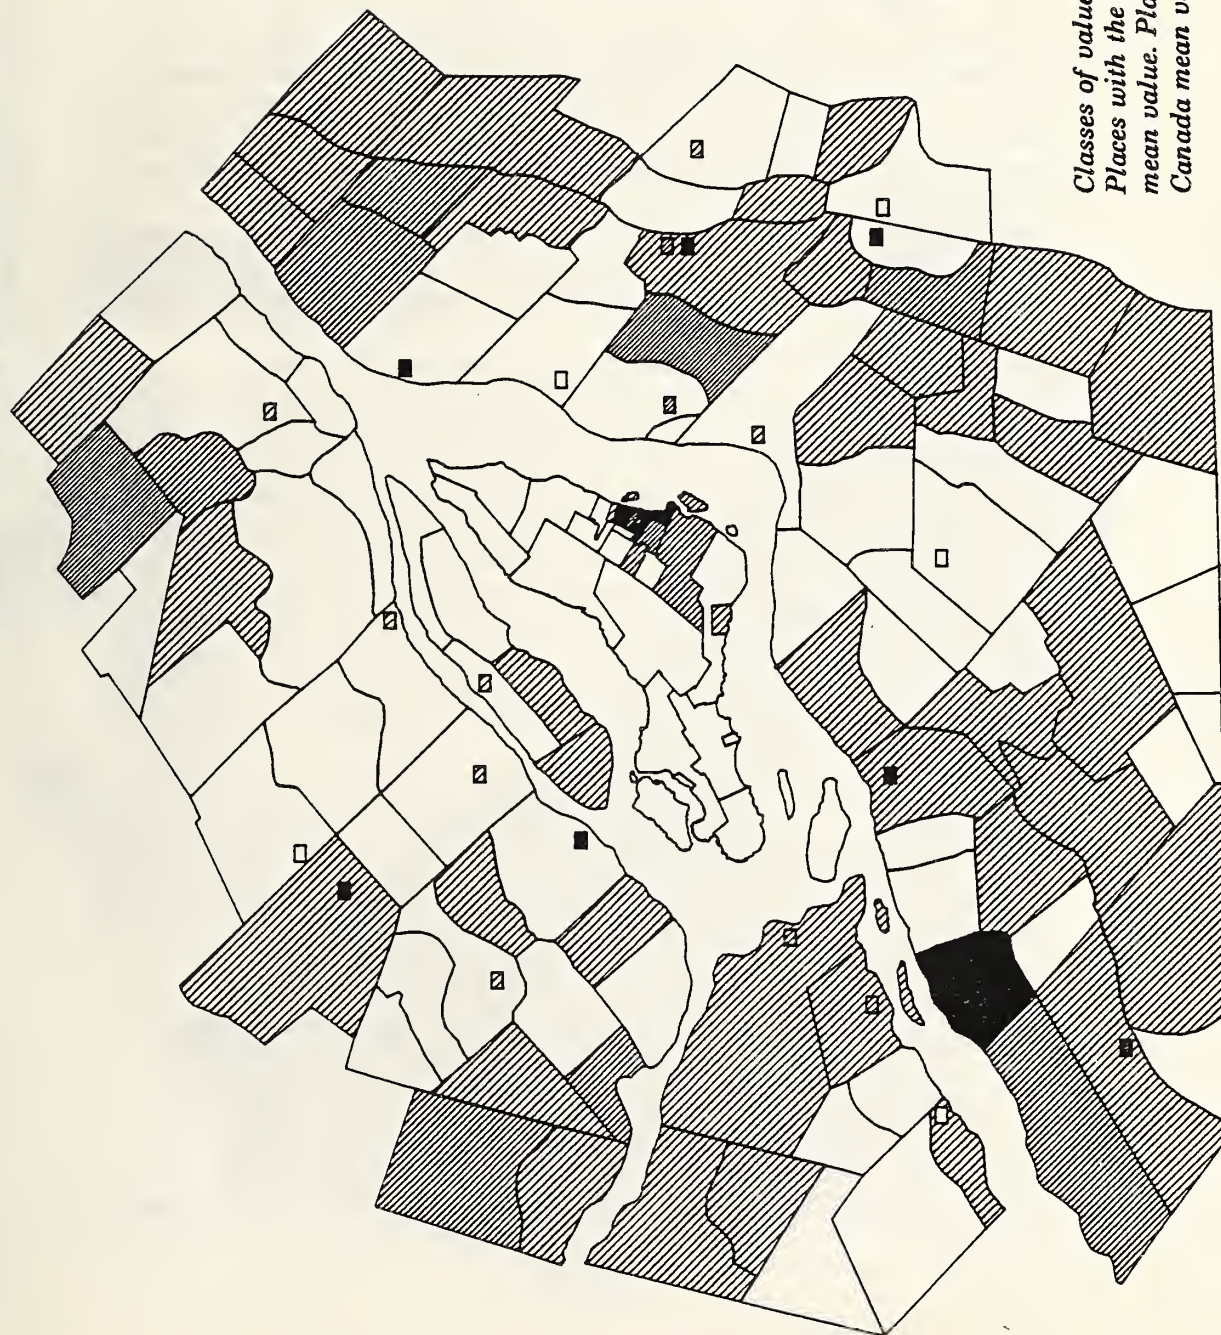 Classes of value
Places with the
mean value. Pla
Canada mean v